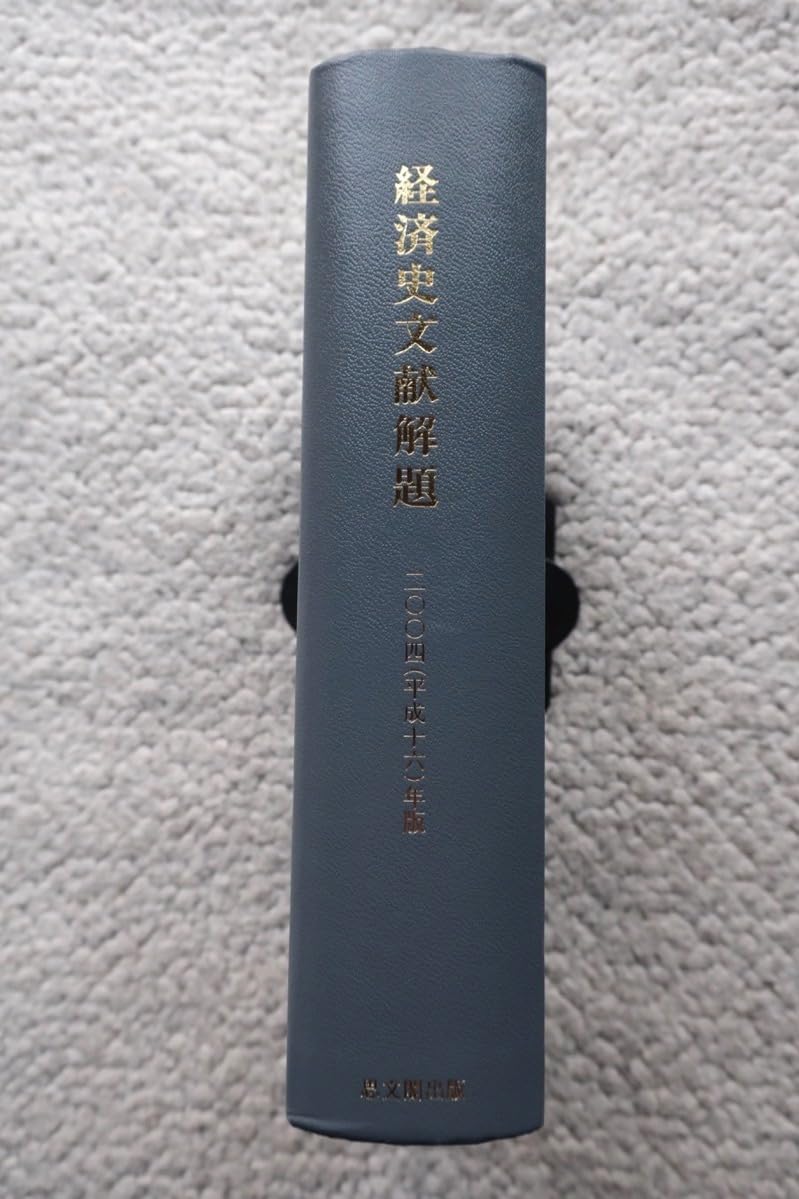 経済史文献解題
二〇〇四(平成十六)年版
思文閣出版